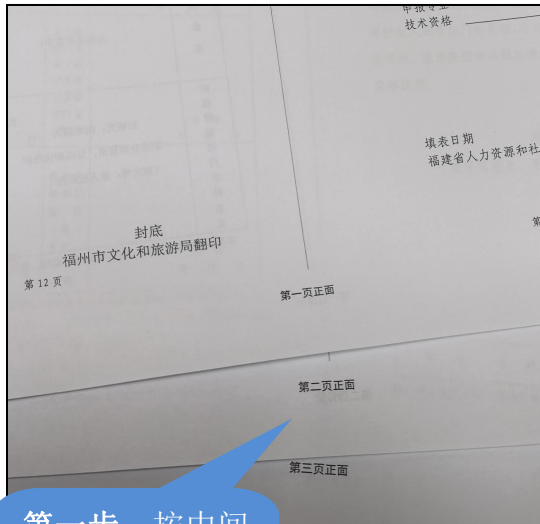 申报专业
技术资格
填表日期
福建省人力资源和社
封底
福州市文化和旅游局翻印
第 12 页
第
第一页正面
第二页正面
第三页正面
第一步 按中间